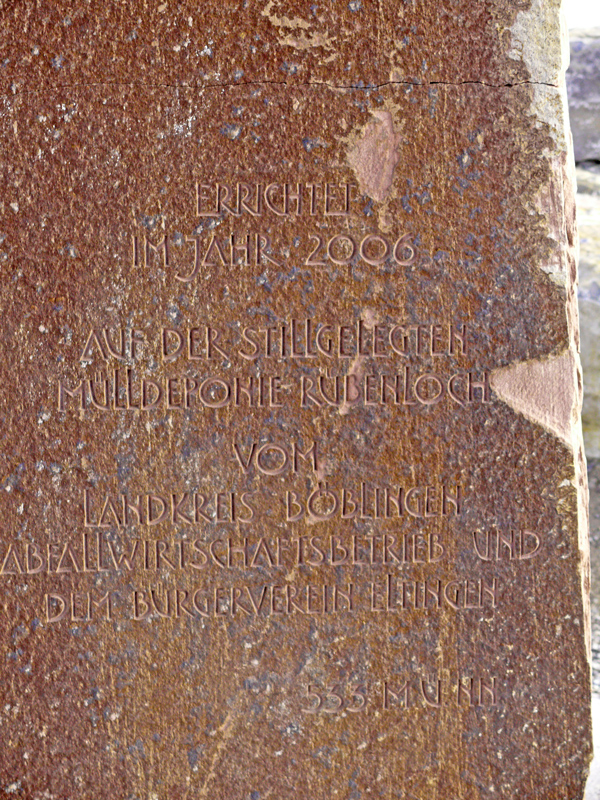 ERRICHTET
IM JAHR 2006
AUF DER STILLGELEGTEN
MÜLLDEPONIE RÜBENLOCH
VOM
LANDKREIS BÖBLINGEN
ABFALLWIRTSCHAFTSBETRIEB UND
DEM BÜRGERVEREIN ELTINGEN
533 M Ü NN